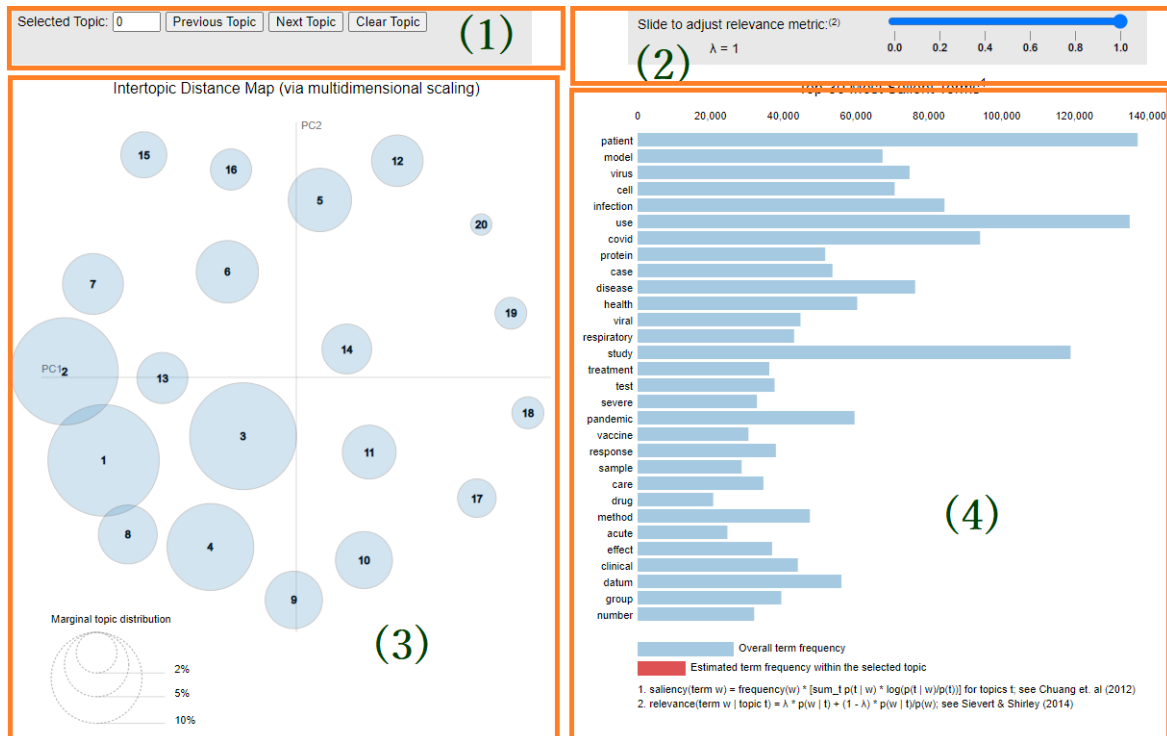 Selected Topic: 0 Previous Topic Next Topic Clear Topic
(1)
Slide to adjust relevance metric:(2)
λ = 1
0.0 0.2 0.4 0.6 0.8 1.0
(2)
Intertopic Distance Map (via multidimensional scaling)
PC2
PC1
15
16
12
5
20
6
7
19
14
2
13
18
3
11
1
17
8
4
10
9
Marginal topic distribution
2%
5%
10%
(3)
Top-30 Most Salient Terms1
0 20,000 40,000 60,000 80,000 100,000 120,000 140,000
patient
model
virus
cell
infection
use
covid
protein
case
disease
health
viral
respiratory
study
treatment
test
severe
pandemic
vaccine
response
sample
care
drug
method
acute
effect
clinical
datum
group
number
(4)
Overall term frequency
Estimated term frequency within the selected topic
1. saliency(term w) = frequency(w) * [sum_t p(t | w) * log(p(t | w)/p(t))] for topics t; see Chuang et. al (2012)
2. relevance(term w | topic t) = λ * p(w | t) + (1 - λ) * p(w | t)/p(w); see Sievert & Shirley (2014)